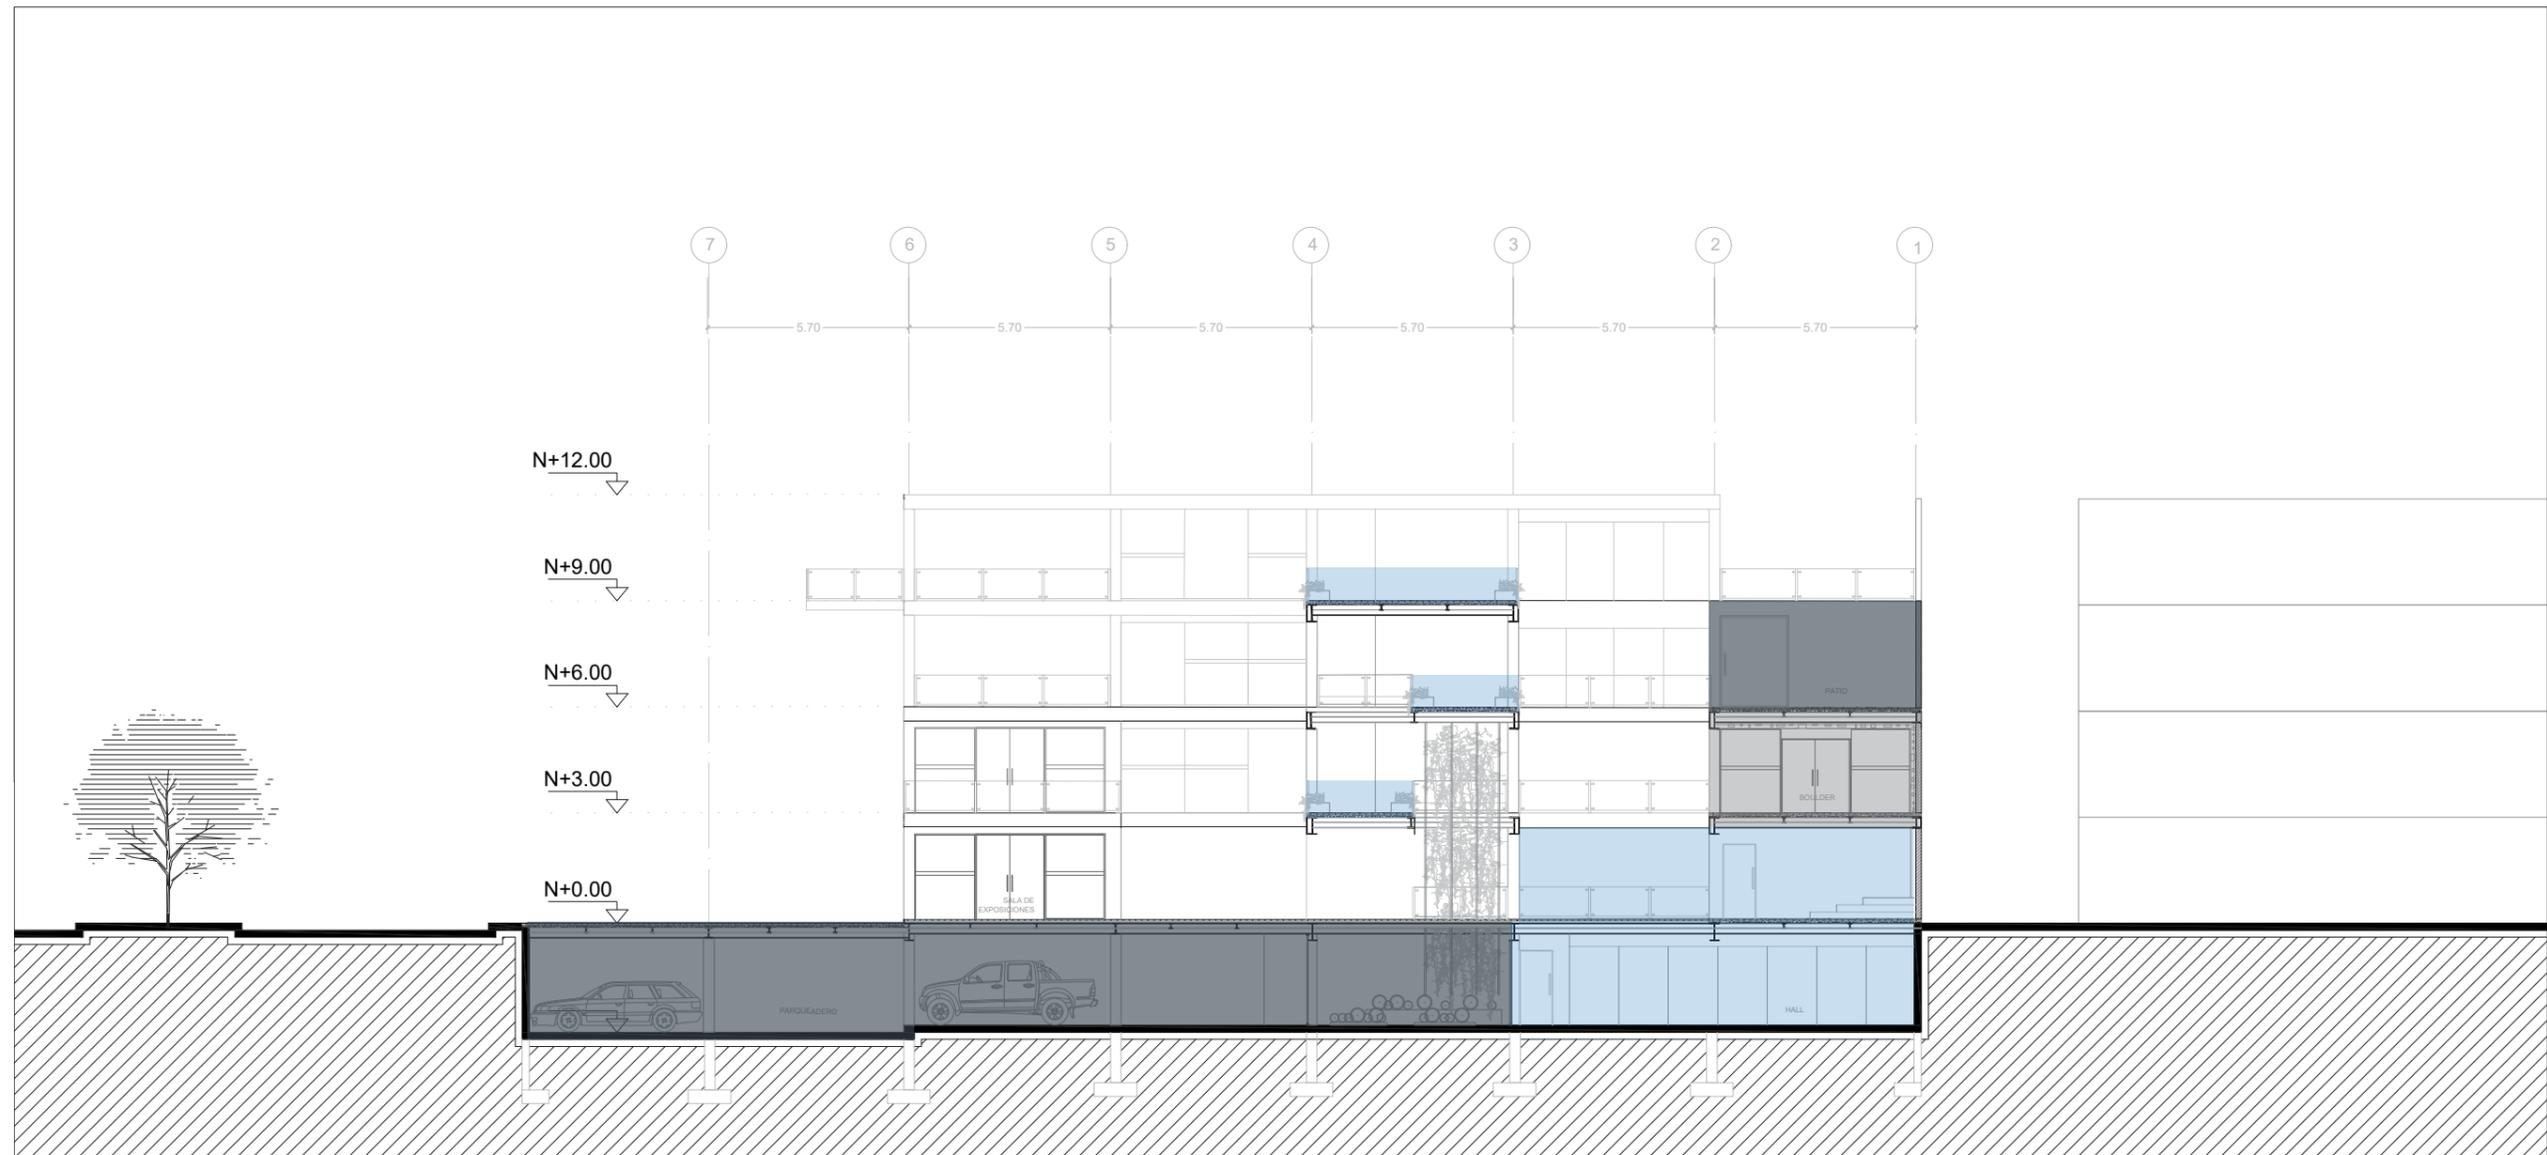 7
6
5
4
3
2
1
5.70
5.70
5.70
5.70
5.70
5.70
N+12.00
N+9.00
N+6.00
PATIO
N+3.00
BOULDER
N+0.00
SALA DE
EXPOSICIONES
PARQUEADERO
HALL